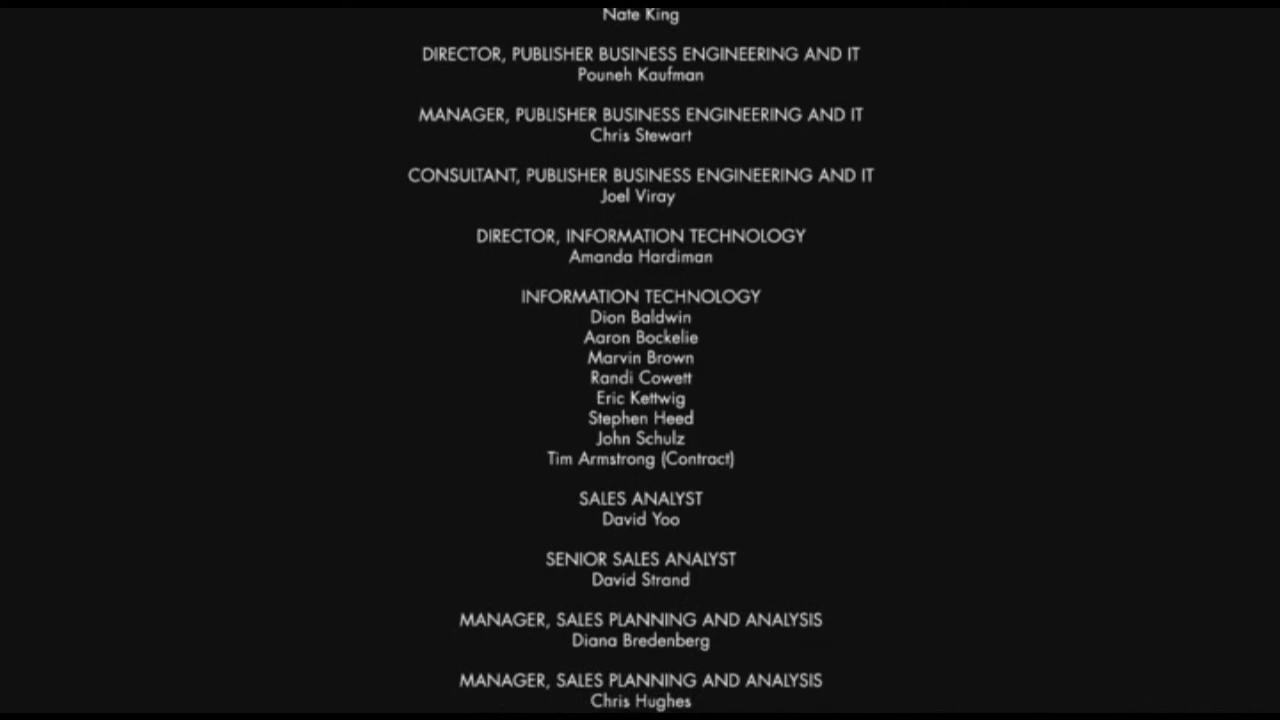 Nate King
DIRECTOR, PUBLISHER BUSINESS ENGINEERING AND IT
Pouneh Kaufman
MANAGER, PUBLISHER BUSINESS ENGINEERING AND IT
Chris Stewart
CONSULTANT, PUBLISHER BUSINESS ENGINEERING AND IT
Joel Viray
DIRECTOR, INFORMATION TECHNOLOGY
Amanda Hardiman
INFORMATION TECHNOLOGY
Dion Baldwin
Aaron Bockelie
Marvin Brown
Randi Cowett
Eric Kettwig
Stephen Heed
John Schulz
Tim Armstrong (Contract)
SALES ANALYST
David Yoo
SENIOR SALES ANALYST
David Strand
MANAGER, SALES PLANNING AND ANALYSIS
Diana Bredenberg
MANAGER, SALES PLANNING AND ANALYSIS
Chris Hughes